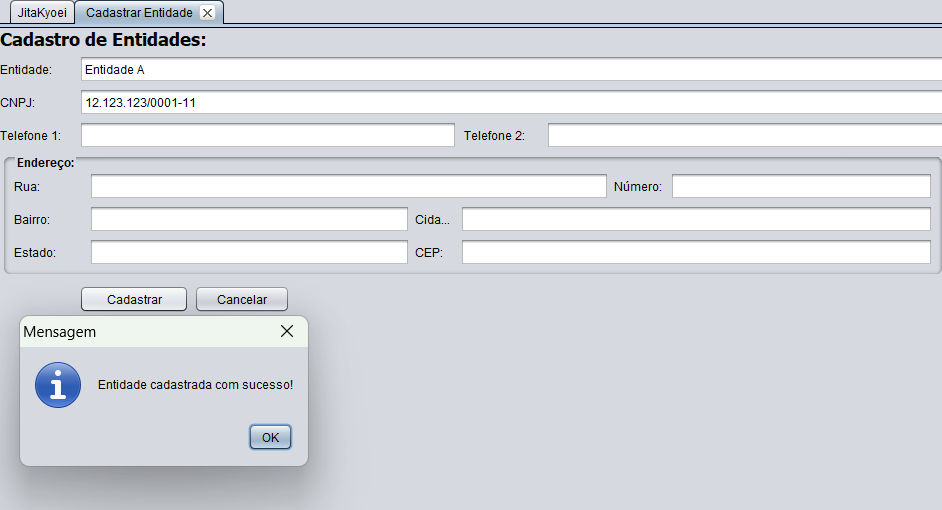 JitaKyoei Cadastrar Entidade
Cadastro de Entidades:
Entidade: Entidade A
CNPJ: 12.123.123/0001-11
Telefone 1: Telefone 2:
Endereço:
Rua: Número:
Bairro: Cida...
Estado: CEP:
Cadastrar Cancelar
Mensagem
Entidade cadastrada com sucesso!
OK